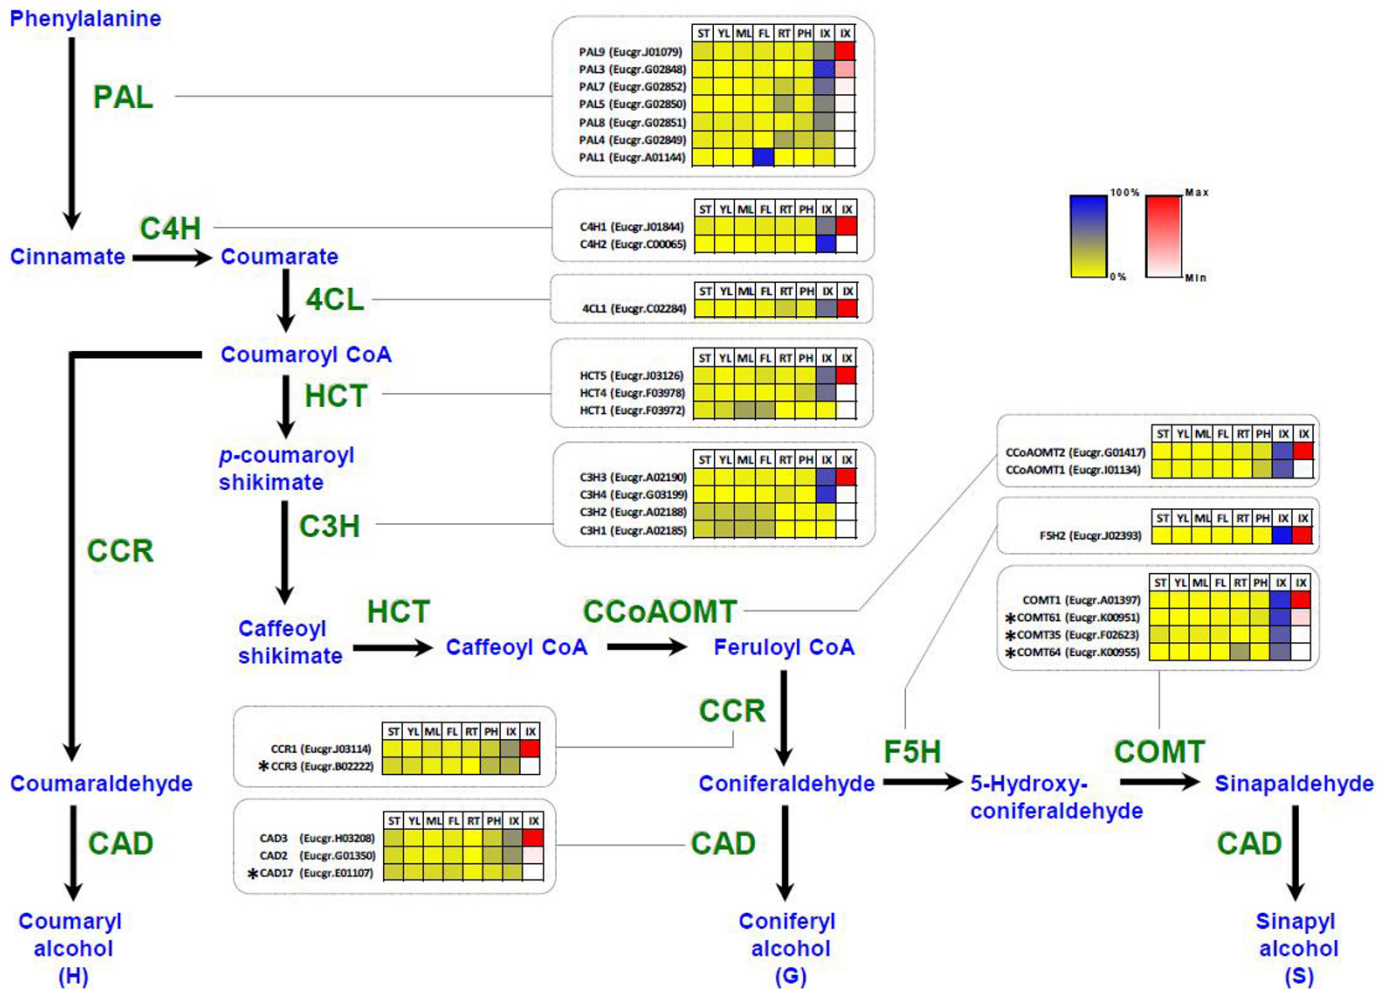 Phenylalanine
PAL
ST YL ML FL RT PH IX IX
PAL9 (Eucgr.J01079)
PAL3 (Eucgr.G02848)
PAL7 (Eucgr.G02852)
PAL5 (Eucgr.G02850)
PAL8 (Eucgr.G02851)
PAL4 (Eucgr.G02849)
PAL1 (Eucgr.A01144)
100% Max
0% Min
C4H
ST YL ML FL RT PH IX IX
C4H1 (Eucgr.J01844)
C4H2 (Eucgr.C00065)
Cinnamate
Coumarate
4CL
ST YL ML FL RT PH IX IX
4CL1 (Eucgr.C02284)
Coumaroyl CoA
HCT
ST YL ML FL RT PH IX IX
HCT5 (Eucgr.J03126)
HCT4 (Eucgr.F03978)
HCT1 (Eucgr.F03972)
p-coumaroyl
shikimate
C3H
ST YL ML FL RT PH IX IX
C3H3 (Eucgr.A02190)
C3H4 (Eucgr.G03199)
C3H2 (Eucgr.A02188)
C3H1 (Eucgr.A02185)
ST YL ML FL RT PH IX IX
CCoAOMT2 (Eucgr.G01417)
CCoAOMT1 (Eucgr.I01134)
ST YL ML FL RT PH IX IX
F5H2 (Eucgr.J02393)
ST YL ML FL RT PH IX IX
COMT1 (Eucgr.A01397)
*COMT61 (Eucgr.K00951)
*COMT35 (Eucgr.F02623)
*COMT64 (Eucgr.K00955)
CCR
Caffeoyl
shikimate
HCT
Caffeoyl CoA
CCoAOMT
Feruloyl CoA
CCR
ST YL ML FL RT PH IX IX
CCR1 (Eucgr.J03114)
*CCR3 (Eucgr.B02222)
F5H
COMT
Coumaraldehyde
Coniferaldehyde
5-Hydroxy-
coniferaldehyde
Sinapaldehyde
CAD
ST YL ML FL RT PH IX IX
CAD3 (Eucgr.H03208)
CAD2 (Eucgr.G01350)
*CAD17 (Eucgr.E01107)
CAD
CAD
Coumaryl
alcohol
(H)
Coniferyl
alcohol
(G)
Sinapyl
alcohol
(S)